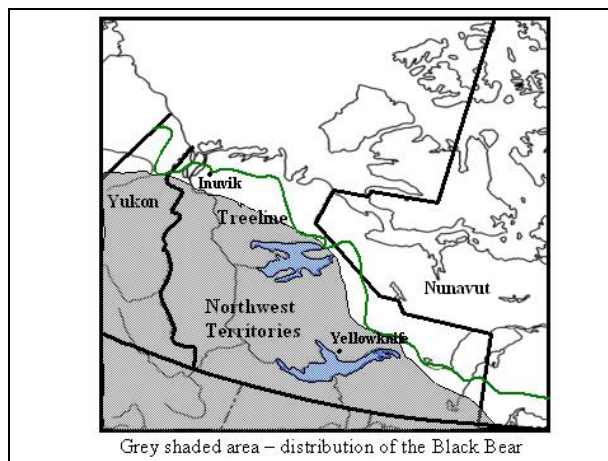 Inuvik
Yukon
Treeline
Nunavut
Northwest
Territories
Yellowknife
Grey shaded area – distribution of the Black Bear